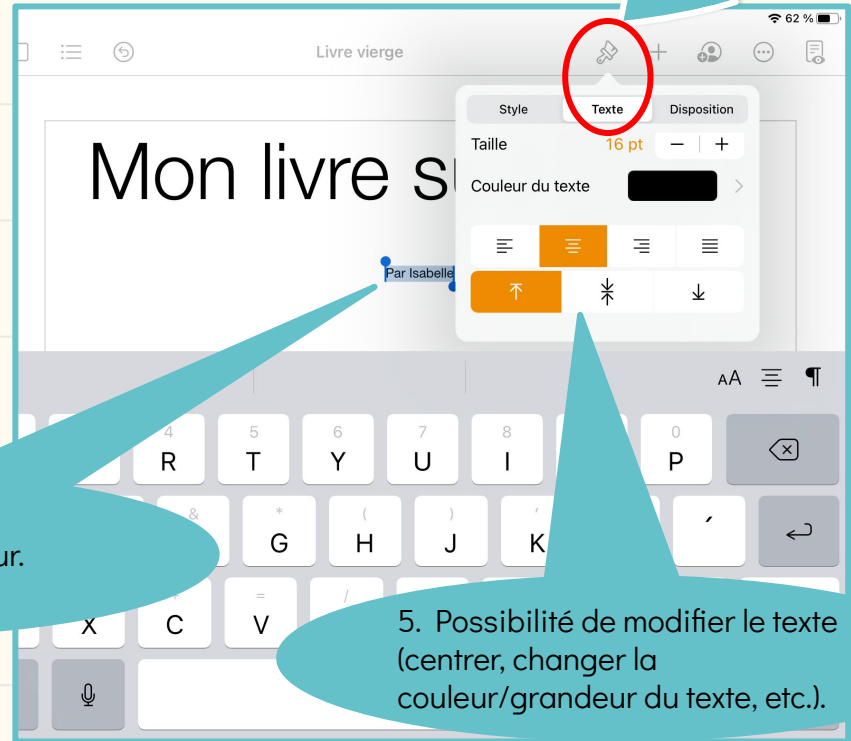 62 %
Livre vierge
Style Texte Disposition
Taille 16 pt − +
Couleur du texte
Mon livre s
Par Isabelle
AA ¶
4 5 6 7 8 0
R T Y U I P
& * ( ) '
G H J K ´
= /
X C V
ur.
5. Possibilité de modifier le texte
(centrer, changer la
couleur/grandeur du texte, etc.).